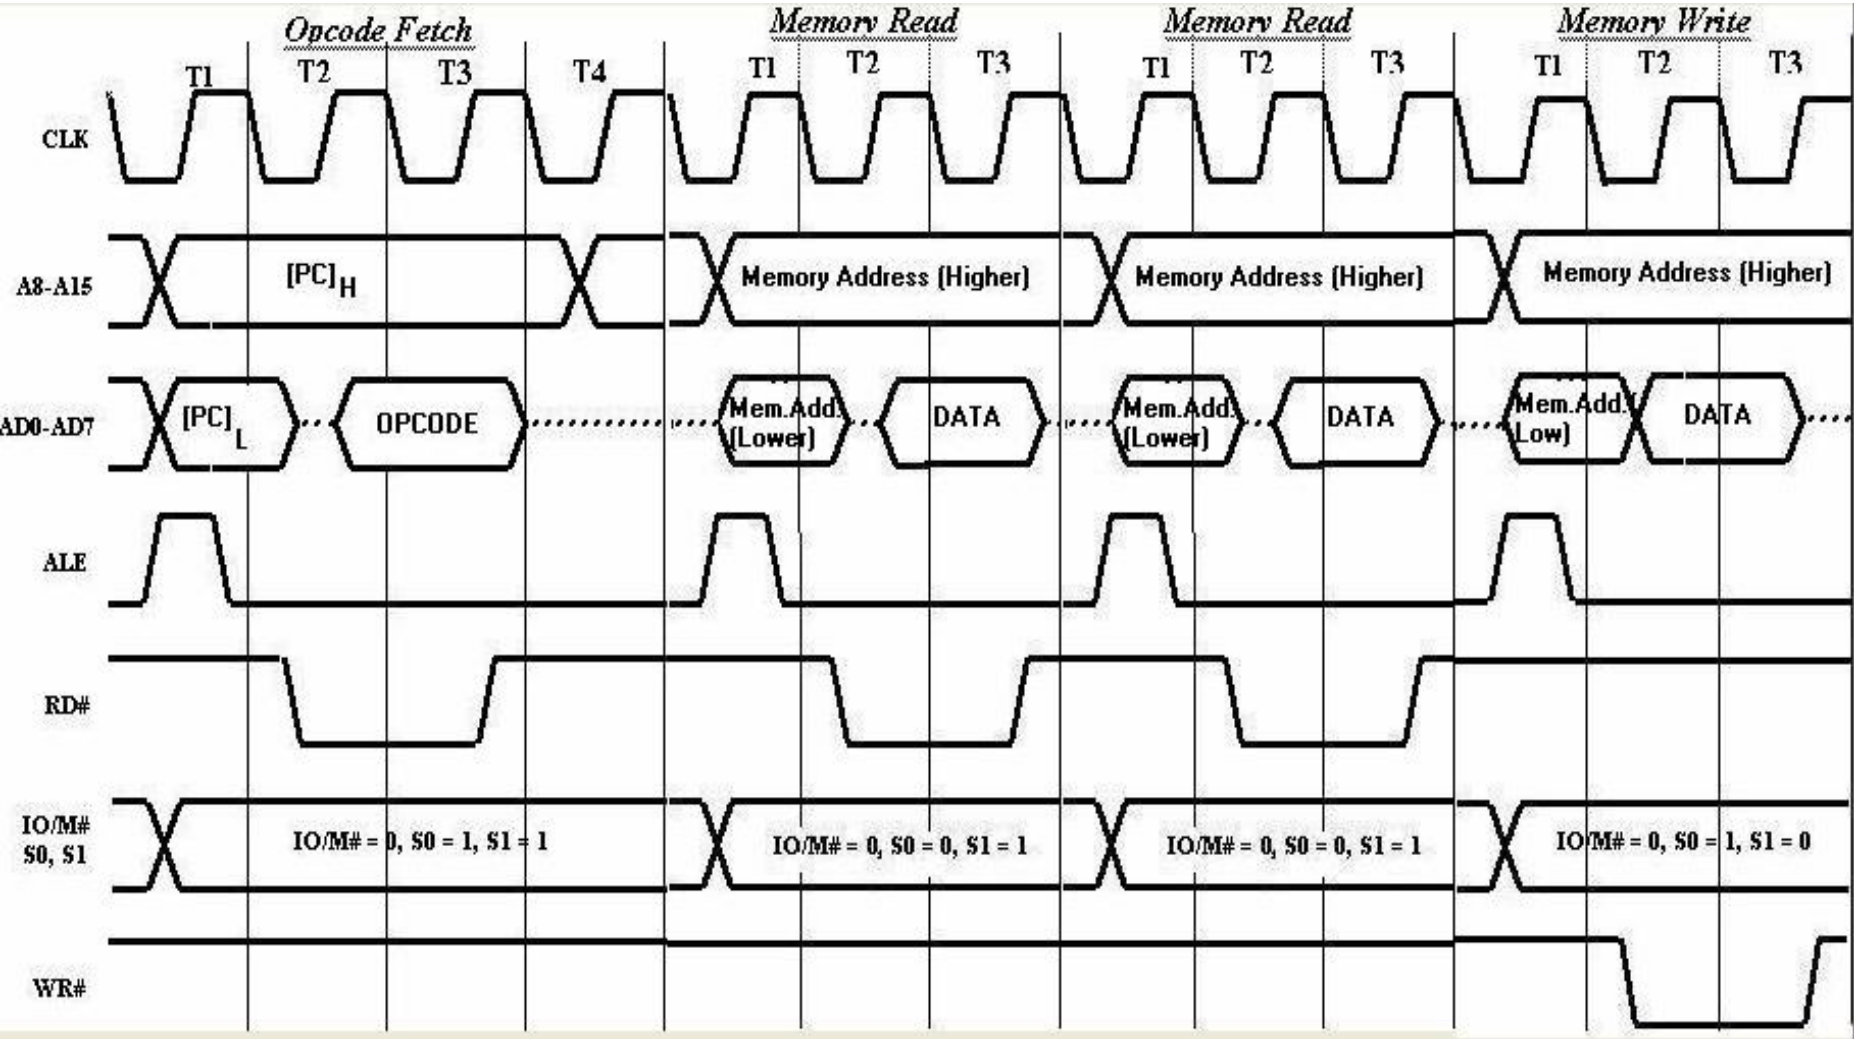 Opcode Fetch
Memory Read
Memory Read
Memory Write
T1
T2
T3
T4
T1
T2
T3
T1
T2
T3
T1
T2
T3
CLK
A8-A15
[PC]H
Memory Address (Higher)
Memory Address (Higher)
Memory Address (Higher)
AD0-AD7
[PC]L
OPCODE
Mem.Add.
(Lower)
DATA
Mem.Add.
(Lower)
DATA
Mem.Add.(
Low)
DATA
ALE
RD#
IO/M#
S0, S1
IO/M# = 0, S0 = 1, S1 = 1
IO/M# = 0, S0 = 0, S1 = 1
IO/M# = 0, S0 = 0, S1 = 1
IO/M# = 0, S0 = 1, S1 = 0
WR#